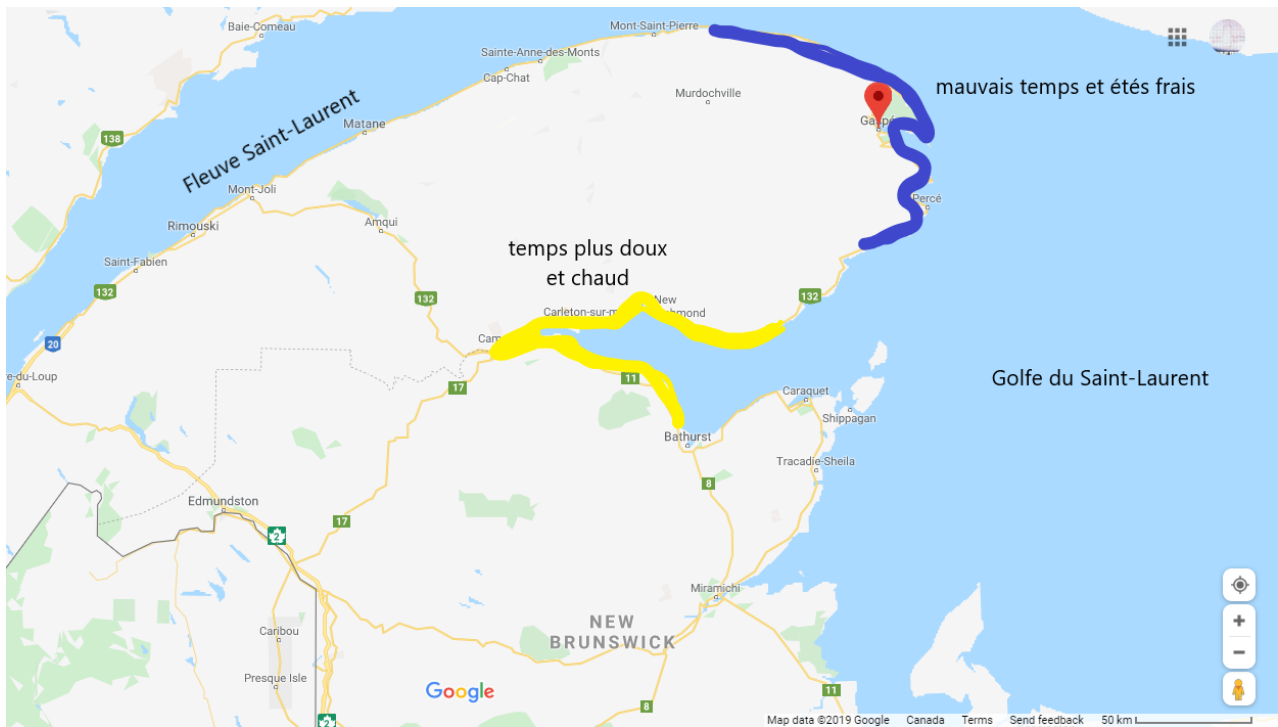 Baie-Comeau
Mont-Saint-Pierre
Sainte-Anne-des-Monts
Cap-Chat
mauvais temps et étés frais
Murdochville
138
Matane
Fleuve Saint-Laurent
Mont-Joli
Percé
Rimouski
Amqui
temps plus doux
et chaud
Saint-Fabien
132
132
132
New
Carleton-sur-m
20
17
11
Golfe du Saint-Laurent
Caraquet
Shippagan
Bathurst
Tracadie-Sheila
8
Edmundston
17
2
Miramichi
NEW
BRUNSWICK
Caribou
Presque Isle
Google
11
2
Map data ©2019 Google Canada Terms Send feedback 50 km